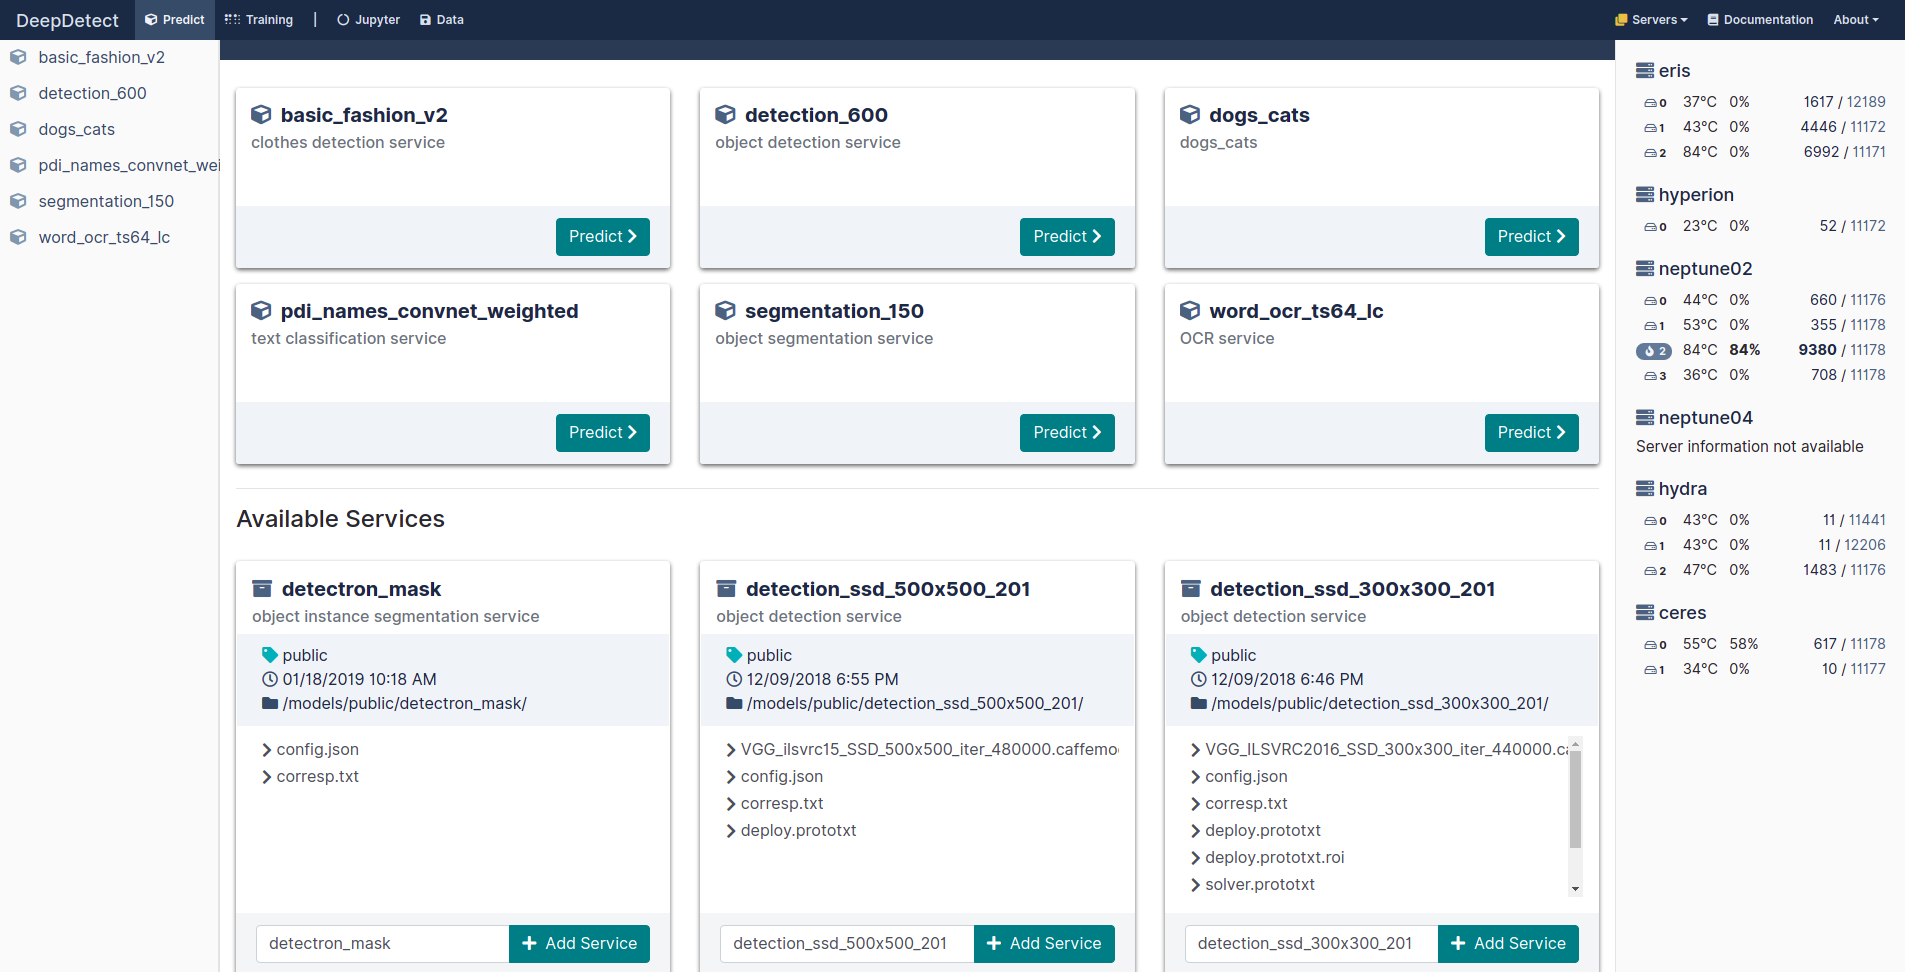 DeepDetect
Predict
Training
|
Jupyter
Data
Servers
Documentation
About
basic_fashion_v2
detection_600
dogs_cats
pdi_names_convnet_wei
segmentation_150
word_ocr_ts64_lc
basic_fashion_v2
clothes detection service
Predict
detection_600
object detection service
Predict
dogs_cats
dogs_cats
Predict
pdi_names_convnet_weighted
text classification service
Predict
segmentation_150
object segmentation service
Predict
word_ocr_ts64_lc
OCR service
Predict
Available Services
detectron_mask
object instance segmentation service
public
01/18/2019 10:18 AM
/models/public/detectron_mask/
config.json
corresp.txt
detectron_mask
Add Service
detection_ssd_500x500_201
object detection service
public
12/09/2018 6:55 PM
/models/public/detection_ssd_500x500_201/
VGG_ilsvrc15_SSD_500x500_iter_480000.caffemo
config.json
corresp.txt
deploy.prototxt
detection_ssd_500x500_201
Add Service
detection_ssd_300x300_201
object detection service
public
12/09/2018 6:46 PM
/models/public/detection_ssd_300x300_201/
VGG_ILSVRC2016_SSD_300x300_iter_440000.ca
config.json
corresp.txt
deploy.prototxt
deploy.prototxt.roi
solver.prototxt
detection_ssd_300x300_201
Add Service
eris
0 37°C 0% 1617 / 12189
1 43°C 0% 4446 / 11172
2 84°C 0% 6992 / 11171
hyperion
0 23°C 0% 52 / 11172
neptune02
0 44°C 0% 660 / 11176
1 53°C 0% 355 / 11178
2 84°C 84% 9380 / 11178
3 36°C 0% 708 / 11178
neptune04
Server information not available
hydra
0 43°C 0% 11 / 11441
1 43°C 0% 11 / 12206
2 47°C 0% 1483 / 11176
ceres
0 55°C 58% 617 / 11178
1 34°C 0% 10 / 11177